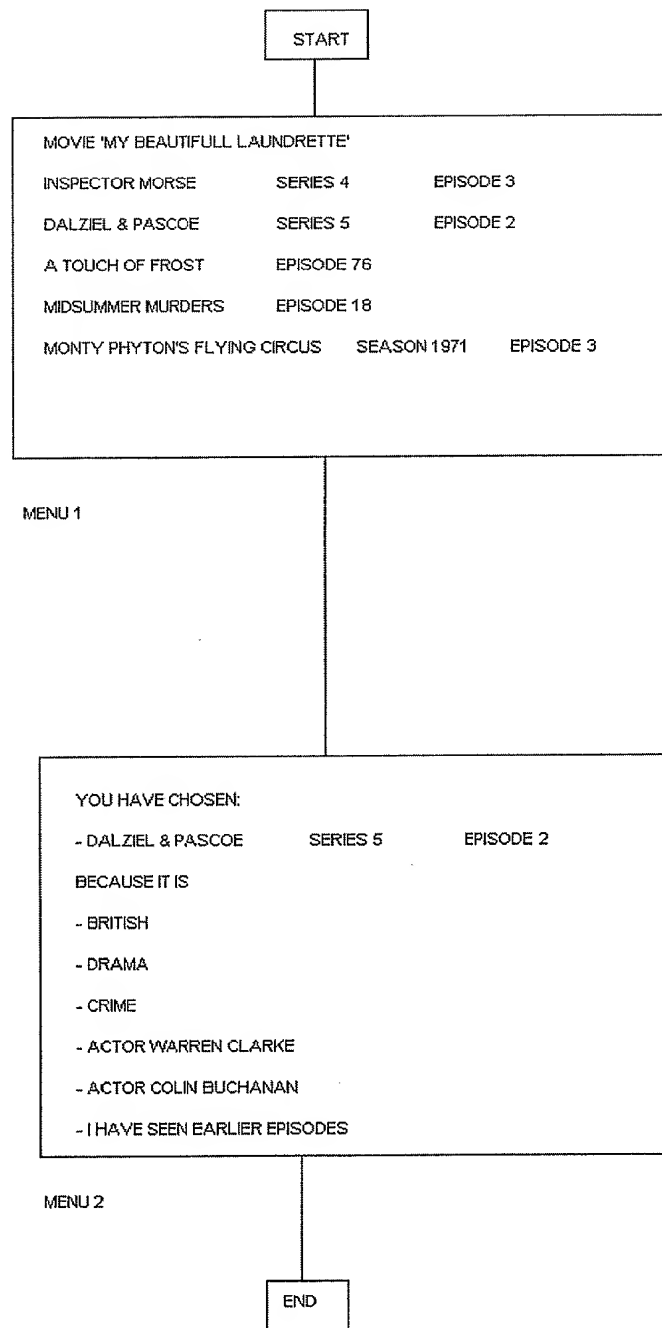 START
MOVIE 'MY BEAUTIFULL LAUNDRETTE'
INSPECTOR MORSE SERIES 4 EPISODE 3
DALZIEL & PASCOE SERIES 5 EPISODE 2
A TOUCH OF FROST EPISODE 76
MIDSUMMER MURDERS EPISODE 18
MONTY PHYTON'S FLYING CIRCUS SEASON 1971 EPISODE 3
MENU 1
YOU HAVE CHOSEN:
- DALZIEL & PASCOE SERIES 5 EPISODE 2
BECAUSE IT IS
- BRITISH
- DRAMA
- CRIME
- ACTOR WARREN CLARKE
- ACTOR COLIN BUCHANAN
- I HAVE SEEN EARLIER EPISODES
MENU 2
END